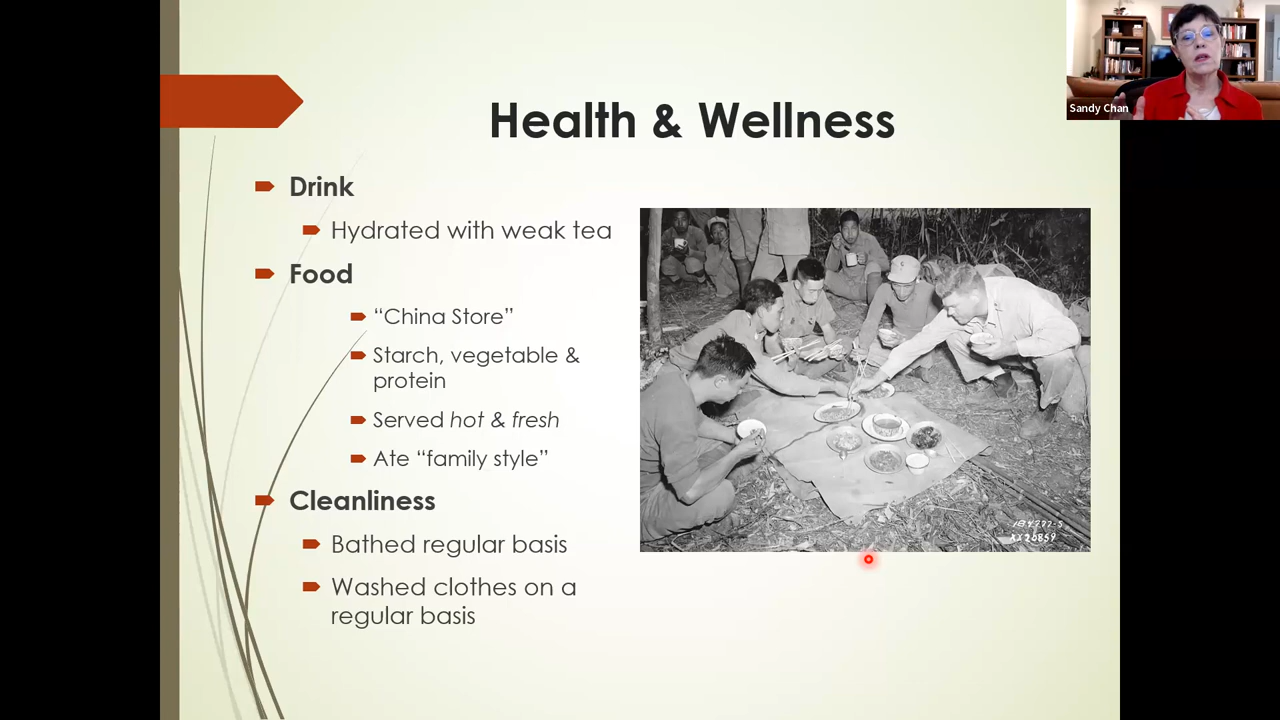 Sandy Chan
Health & Wellness
Drink
Hydrated with weak tea
Food
“China Store”
Starch, vegetable &
protein
Served hot & fresh
Ate “family style”
Cleanliness
Bathed regular basis
Washed clothes on a
regular basis